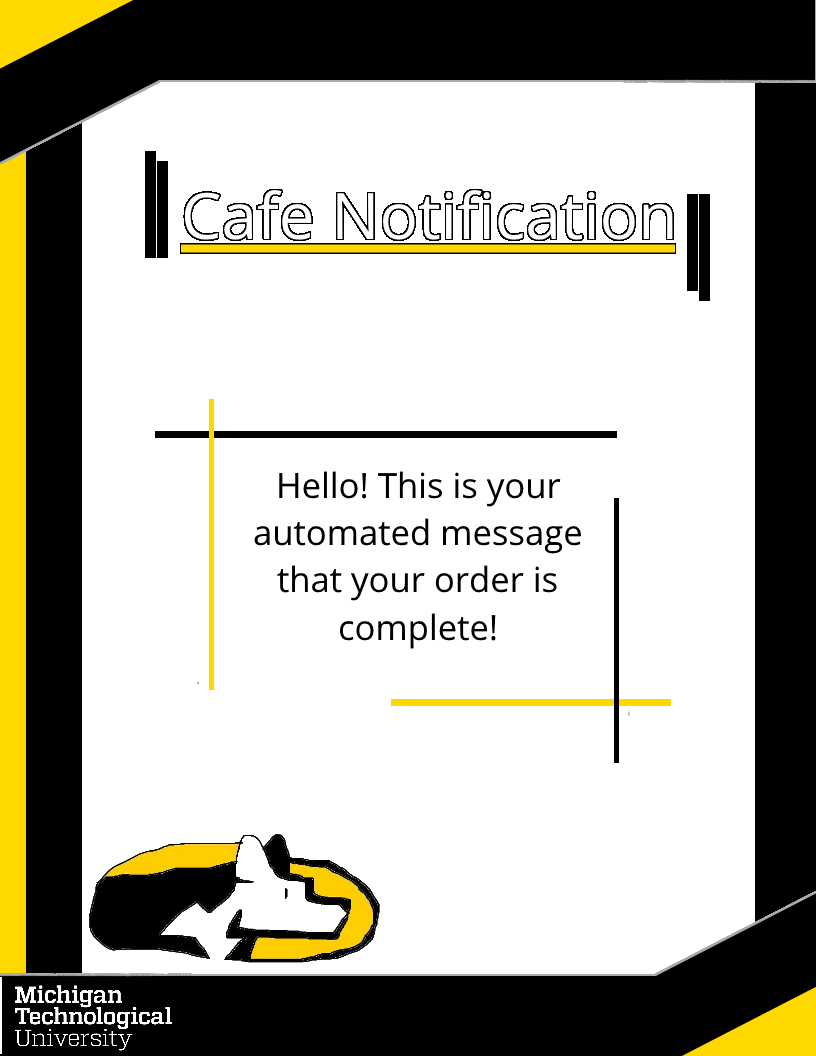 Cafe Notification
Hello! This is your
automated message
that your order is
complete!
Michigan
Technological
University